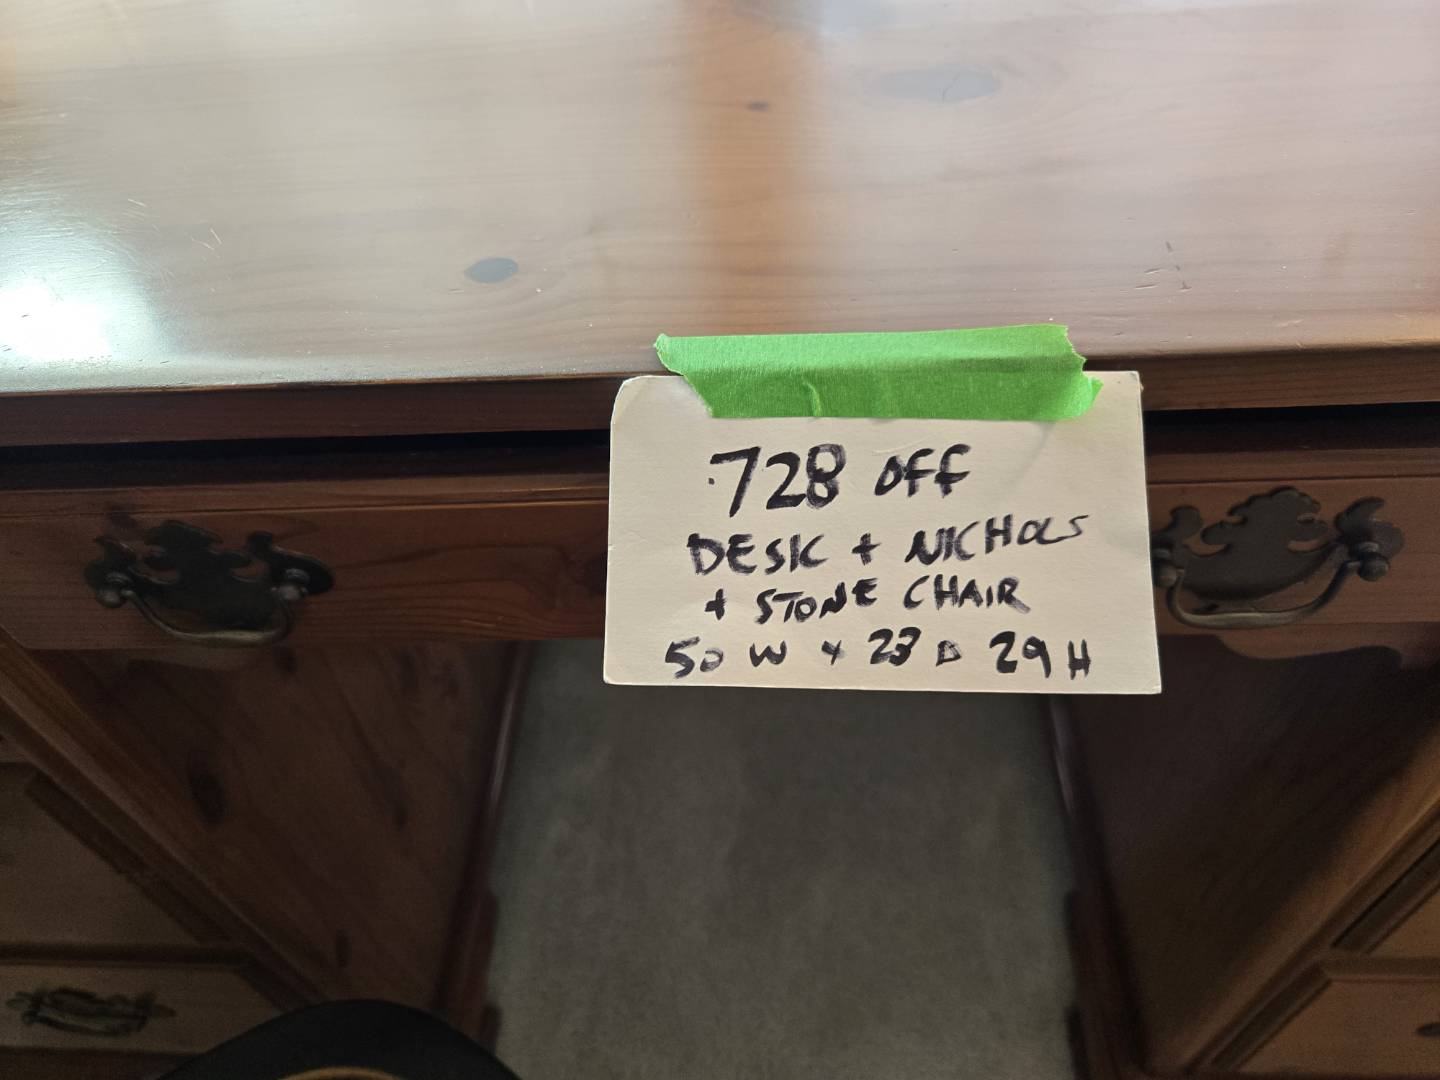 728 OFF
DESK + NICHOLS
+ STONE CHAIR
50 W x 23 D 29 H